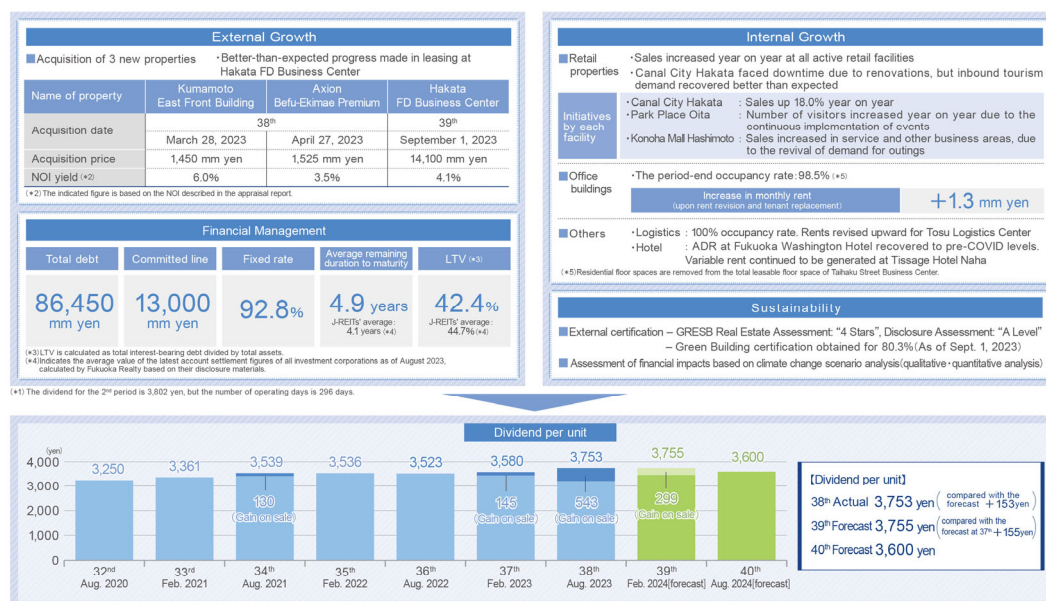 External Growth
■Acquisition of 3 new properties ・Better-than-expected progress made in leasing at
Hakata FD Business Center
Name of property
Kumamoto
East Front Building
Axion
Befu-Ekimae Premium
Hakata
FD Business Center
Acquisition date
38th
39th
March 28, 2023
April 27, 2023
September 1, 2023
Acquisition price
1,450 mm yen
1,525 mm yen
14,100 mm yen
NOI yield (*2)
6.0%
3.5%
4.1%
(*2) The indicated figure is based on the NOI described in the appraisal report.
Financial Management
Total debt
Committed line
Fixed rate
Average remaining
duration to maturity
LTV (*3)
86,450
mm yen
13,000
mm yen
92.8%
4.9 years
J-REITs' average:
4.1 years (*4)
42.4%
J-REITs' average:
44.7% (*4)
(*3) LTV is calculated as total interest-bearing debt divided by total assets.
(*4)Indicates the average value of the latest account settlement figures of all investment corporations as of August 2023,
calculated by Fukuoka Realty based on their disclosure materials.
(*1) The dividend for the 2nd period is 3,802 yen, but the number of operating days is 296 days.
Internal Growth
■Retail
properties
・Sales increased year on year at all active retail facilities
・Canal City Hakata faced downtime due to renovations, but inbound tourism
demand recovered better than expected
Initiatives
by each
facility
・Canal City Hakata : Sales up 18.0% year on year
・Park Place Oita : Number of visitors increased year on year due to the
continuous implmentation of events
・Konoha Mall Hashimoto : Sales increased in service and other business areas, due
to the revival of demand for outings
■Office
buildings
・The period-end occupancy rate: 98.5% (*5)
Increase in monthly rent
(upon rent revision and tenant replacement)
+1.3 mm yen
■Others
・Logistics : 100% occupancy rate. Rents revised upward for Tosu Logistics Center
・Hotel : ADR at Fukuoka Washington Hotel recovered to pre-COVID levels.
Variable rent continued to be generated at Tissage Hotel Naha
(*5)Residential floor spaces are removed from the total leasable floor space of Taihaku Street Business Center.
Sustainability
■External certification – GRESB Real Estate Assessment: “4 Stars”, Disclosure Assessment: “A Level”
– Green Building certification obtained for 80.3%(As of Sept. 1, 2023)
■Assessment of financial impacts based on climate change scenario analysis(qualitative・quantitative analysis)
Dividend per unit
(yen)
4,000
3,000
2,000
1,000
0
3,250
3,361
3,539
3,536
3,523
3,580
3,753
3,755
3,600
130
(Gain on sale)
145
(Gain on sale)
543
(Gain on sale)
299
(Gain on sale)
32nd
Aug. 2020
33rd
Feb. 2021
34th
Aug. 2021
35th
Feb. 2022
36th
Aug. 2022
37th
Feb. 2023
38th
Aug. 2023
39th
Feb. 2024[forecast]
40th
Aug. 2024[forecast]
【Dividend per unit】
38th Actual 3,753 yen (compared with the
forecast +153yen)
39th Forecast 3,755 yen (compared with the
forecast at 37th +155yen)
40th Forecast 3,600 yen